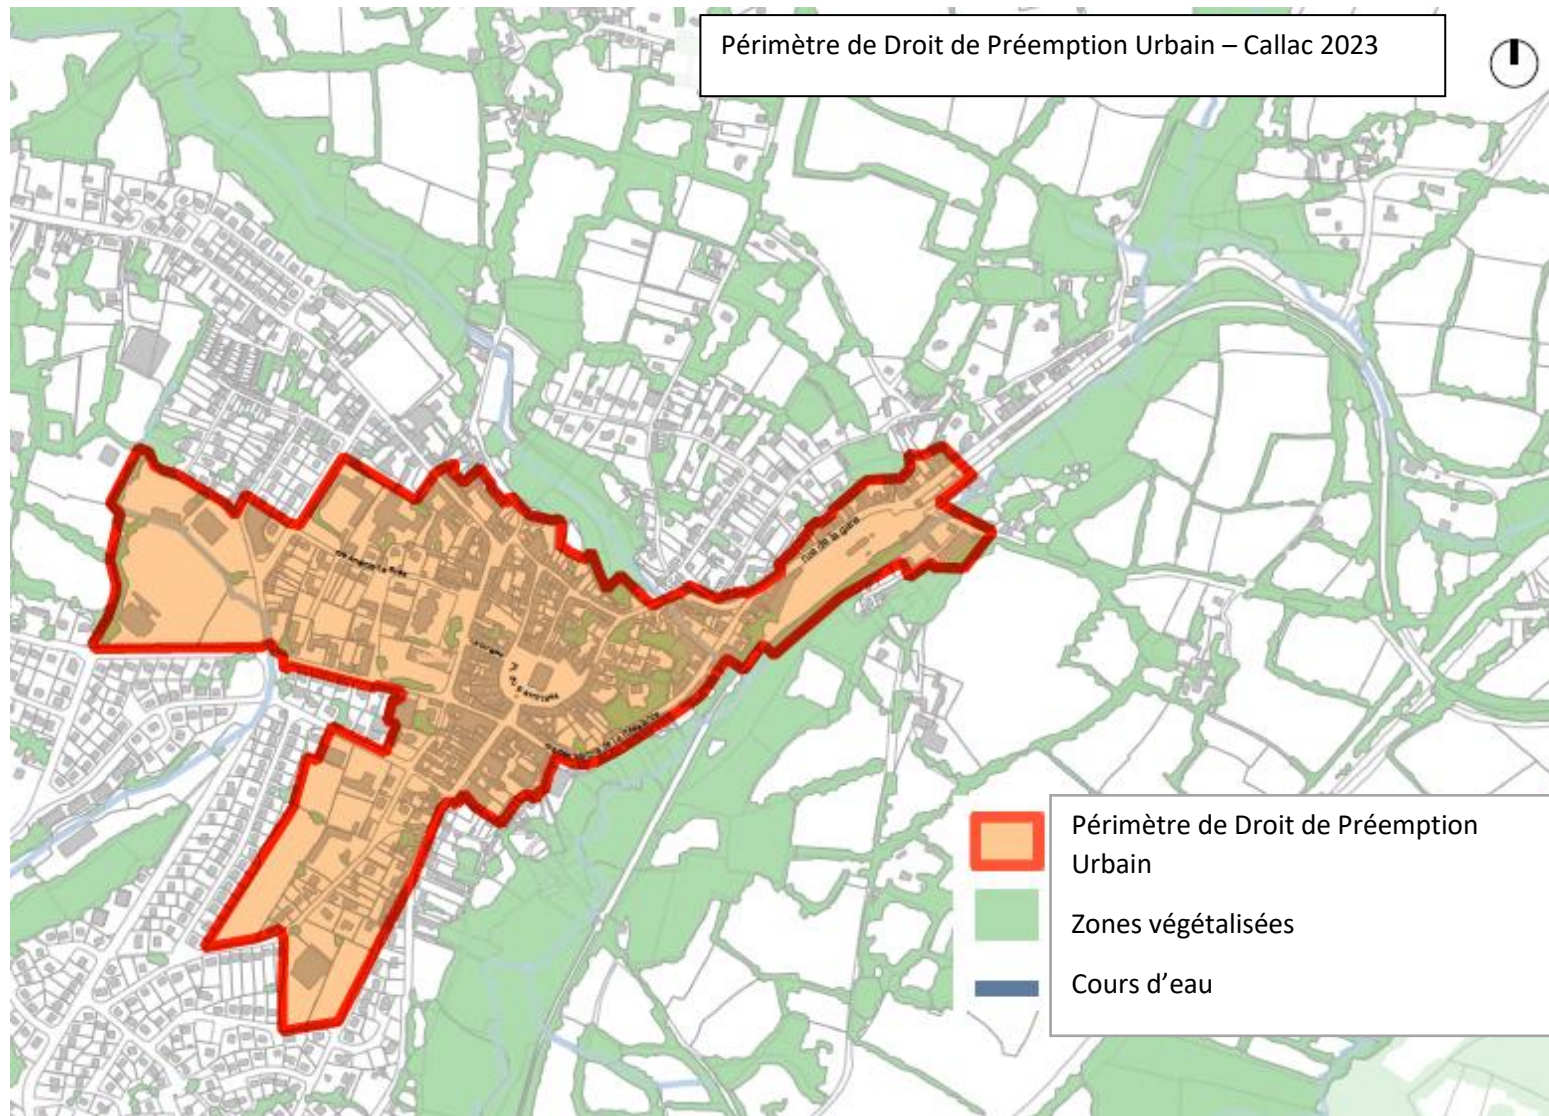 Périmètre de Droit de Préemption Urbain – Callac 2023
rue de la gare
Périmètre de Droit de Préemption
Urbain
Zones végétalisées
Cours d’eau